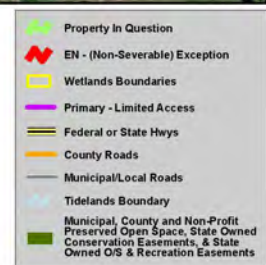 Property In Question
EN - (Non-Severable) Exception
Wetlands Boundaries
Primary - Limited Access
Federal or State Hwys
County Roads
Municipal/Local Roads
Tidelands Boundary
Municipal, County and Non-Profit
Preserved Open Space, State Owned
Conservation Easements, & State
Owned O/S & Recreation Easements